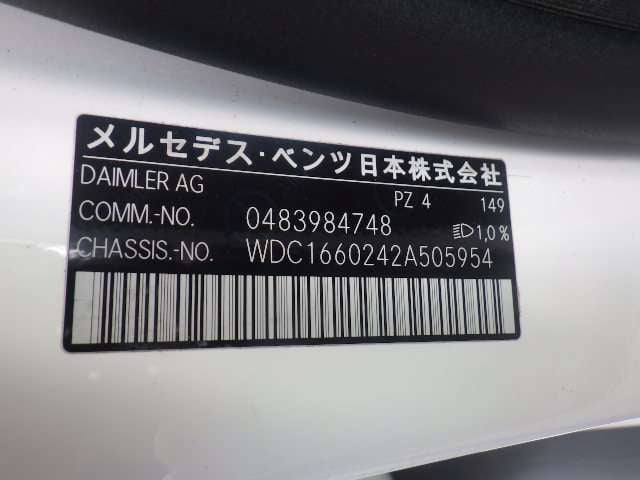 メルセデス・ベンツ日本株式会社
DAIMLER AG PZ 4 149
COMM.-NO. 0483984748 1,0%
CHASSIS.-NO. WDC1660242A505954